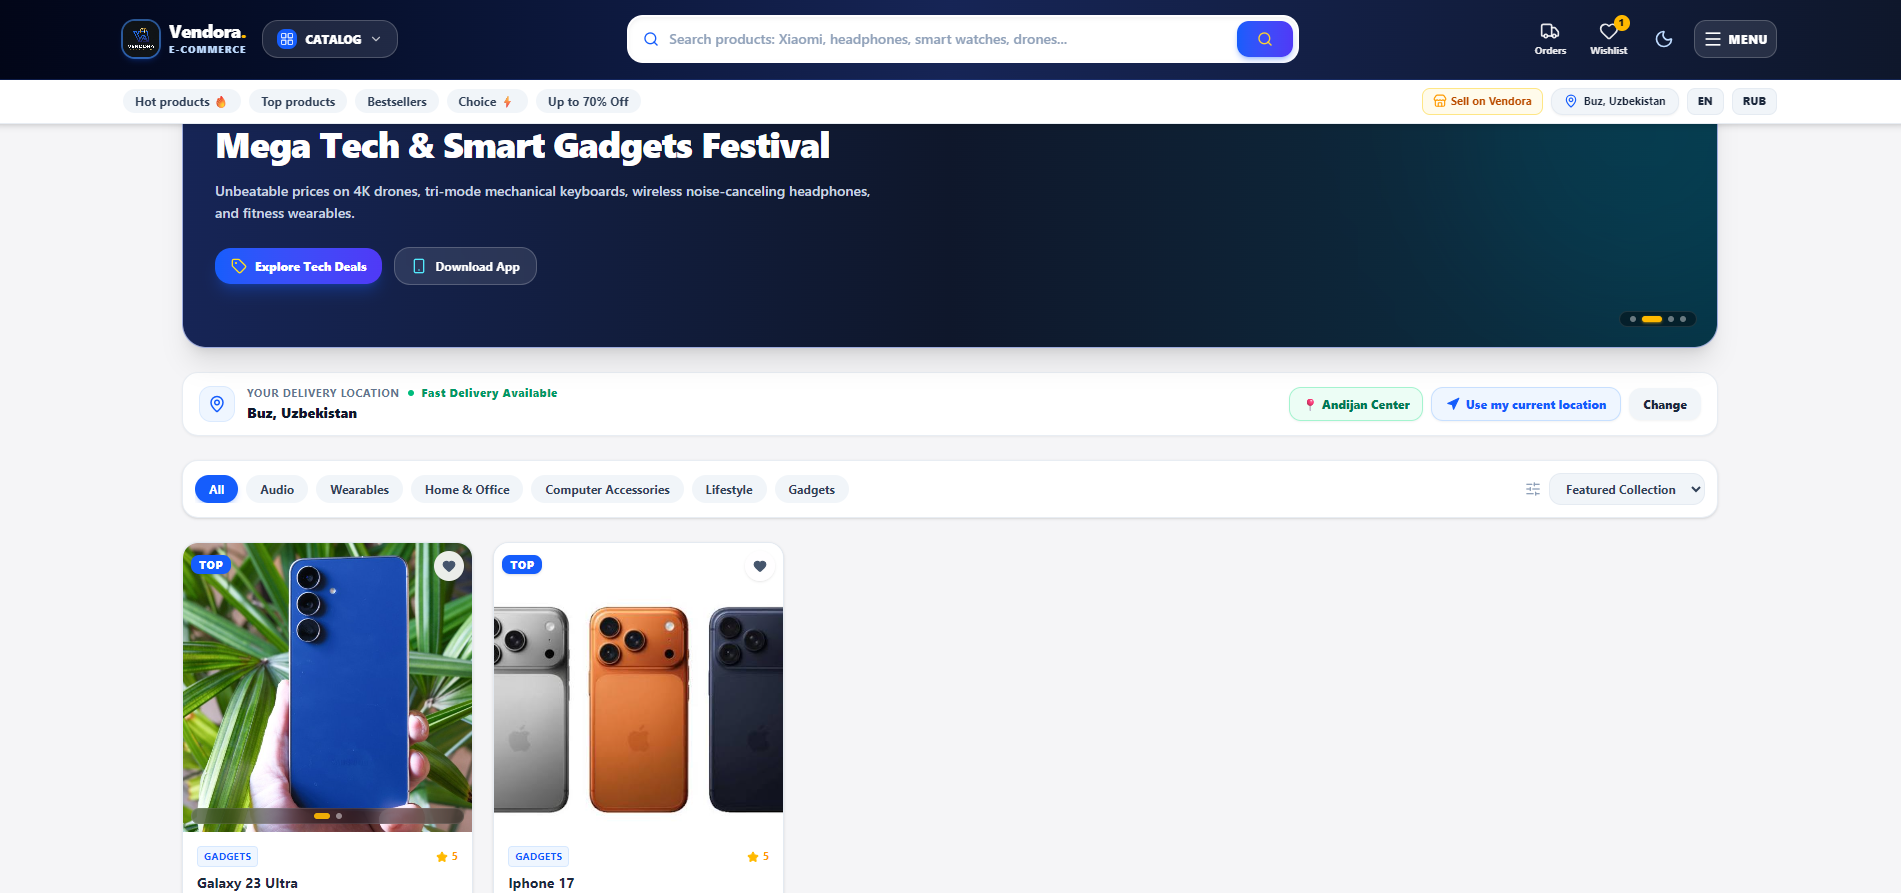 Vendora.
E-COMMERCE
CATALOG
Search products: Xiaomi, headphones, smart watches, drones...
Orders
1
Wishlist
MENU
Hot products
Top products
Bestsellers
Choice
Up to 70% Off
Sell on Vendora
Buz, Uzbekistan
EN
RUB
Mega Tech & Smart Gadgets Festival
Unbeatable prices on 4K drones, tri-mode mechanical keyboards, wireless noise-canceling headphones,
and fitness wearables.
Explore Tech Deals
Download App
YOUR DELIVERY LOCATION
Fast Delivery Available
Buz, Uzbekistan
Andijan Center
Use my current location
Change
All
Audio
Wearables
Home & Office
Computer Accessories
Lifestyle
Gadgets
Featured Collection
TOP
TOP
GADGETS
5
Galaxy 23 Ultra
GADGETS
5
Iphone 17